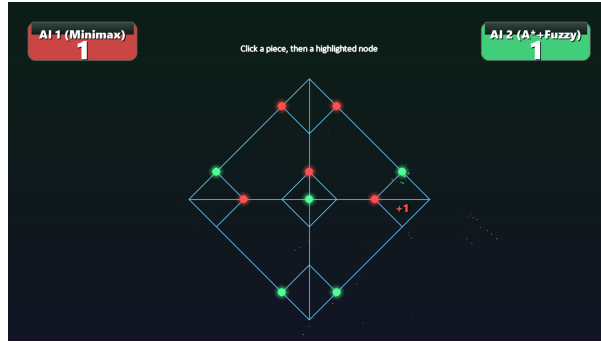 AI 1 (Minimax)
1
Click a piece, then a highlighted node
AI 2 (A*+Fuzzy)
1
+1